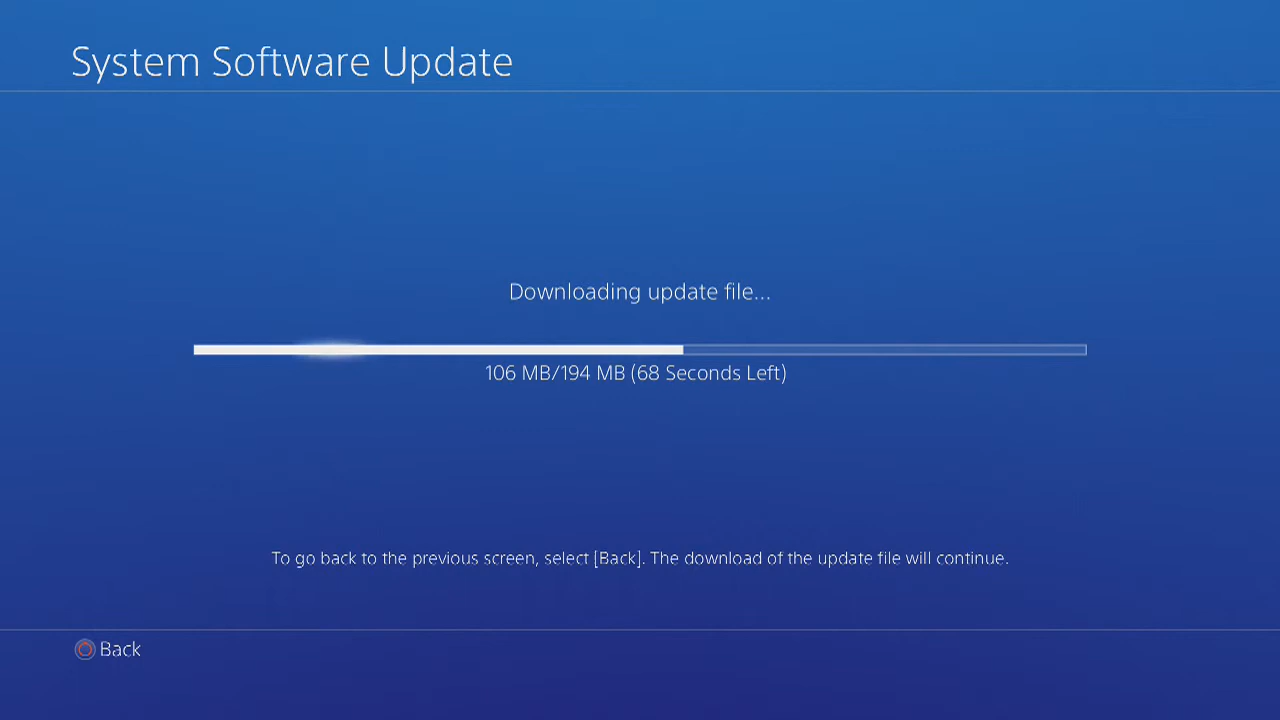 System Software Update
Downloading update file...
106 MB/194 MB (68 Seconds Left)
To go back to the previous screen, select [Back]. The download of the update file will continue.
Back